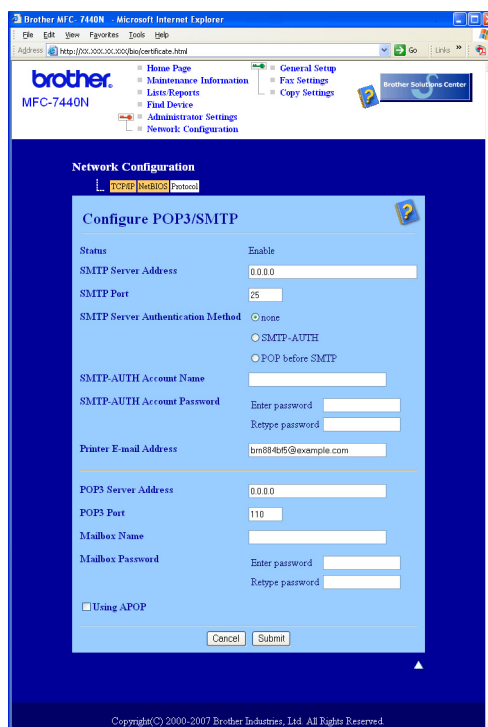 Brother MFC- 7440N - Microsoft Internet Explorer
File Edit View Favorites Tools Help
Address http://XX.XXX.XX.XXX/bio/certificate.html Go Links »
brother.
MFC-7440N
Home Page
Maintenance Information
Lists/Reports
Find Device
Administrator Settings
Network Configuration
General Setup
Fax Settings
Copy Settings
Brother Solutions Center
Network Configuration
TCP/IP NetBIOS Protocol
Configure POP3/SMTP
Status Enable
SMTP Server Address 0.0.0.0
SMTP Port 25
SMTP Server Authentication Method none
SMTP-AUTH
POP before SMTP
SMTP-AUTH Account Name
SMTP-AUTH Account Password Enter password
Retype password
Printer E-mail Address brn884bf5@example.com
POP3 Server Address 0.0.0.0
POP3 Port 110
Mailbox Name
Mailbox Password Enter password
Retype password
Using APOP
Cancel Submit
Copyright(C) 2000-2007 Brother Industries, Ltd. All Rights Reserved.